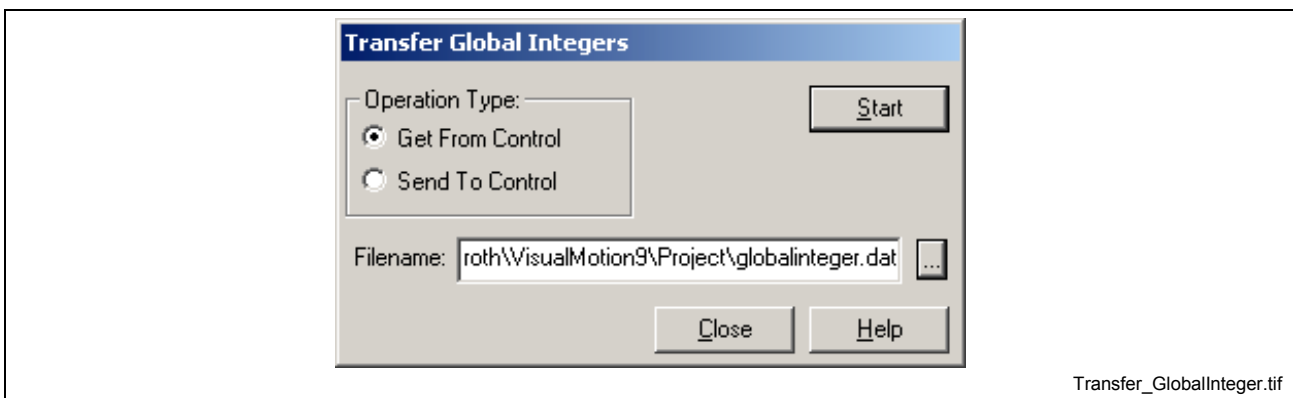 Transfer Global Integers
Operation Type:
Start
Get From Control
Send To Control
Filename: roth\VisualMotion9\Project\globalinteger.dat ...
Close Help
Transfer_GlobalInteger.tif